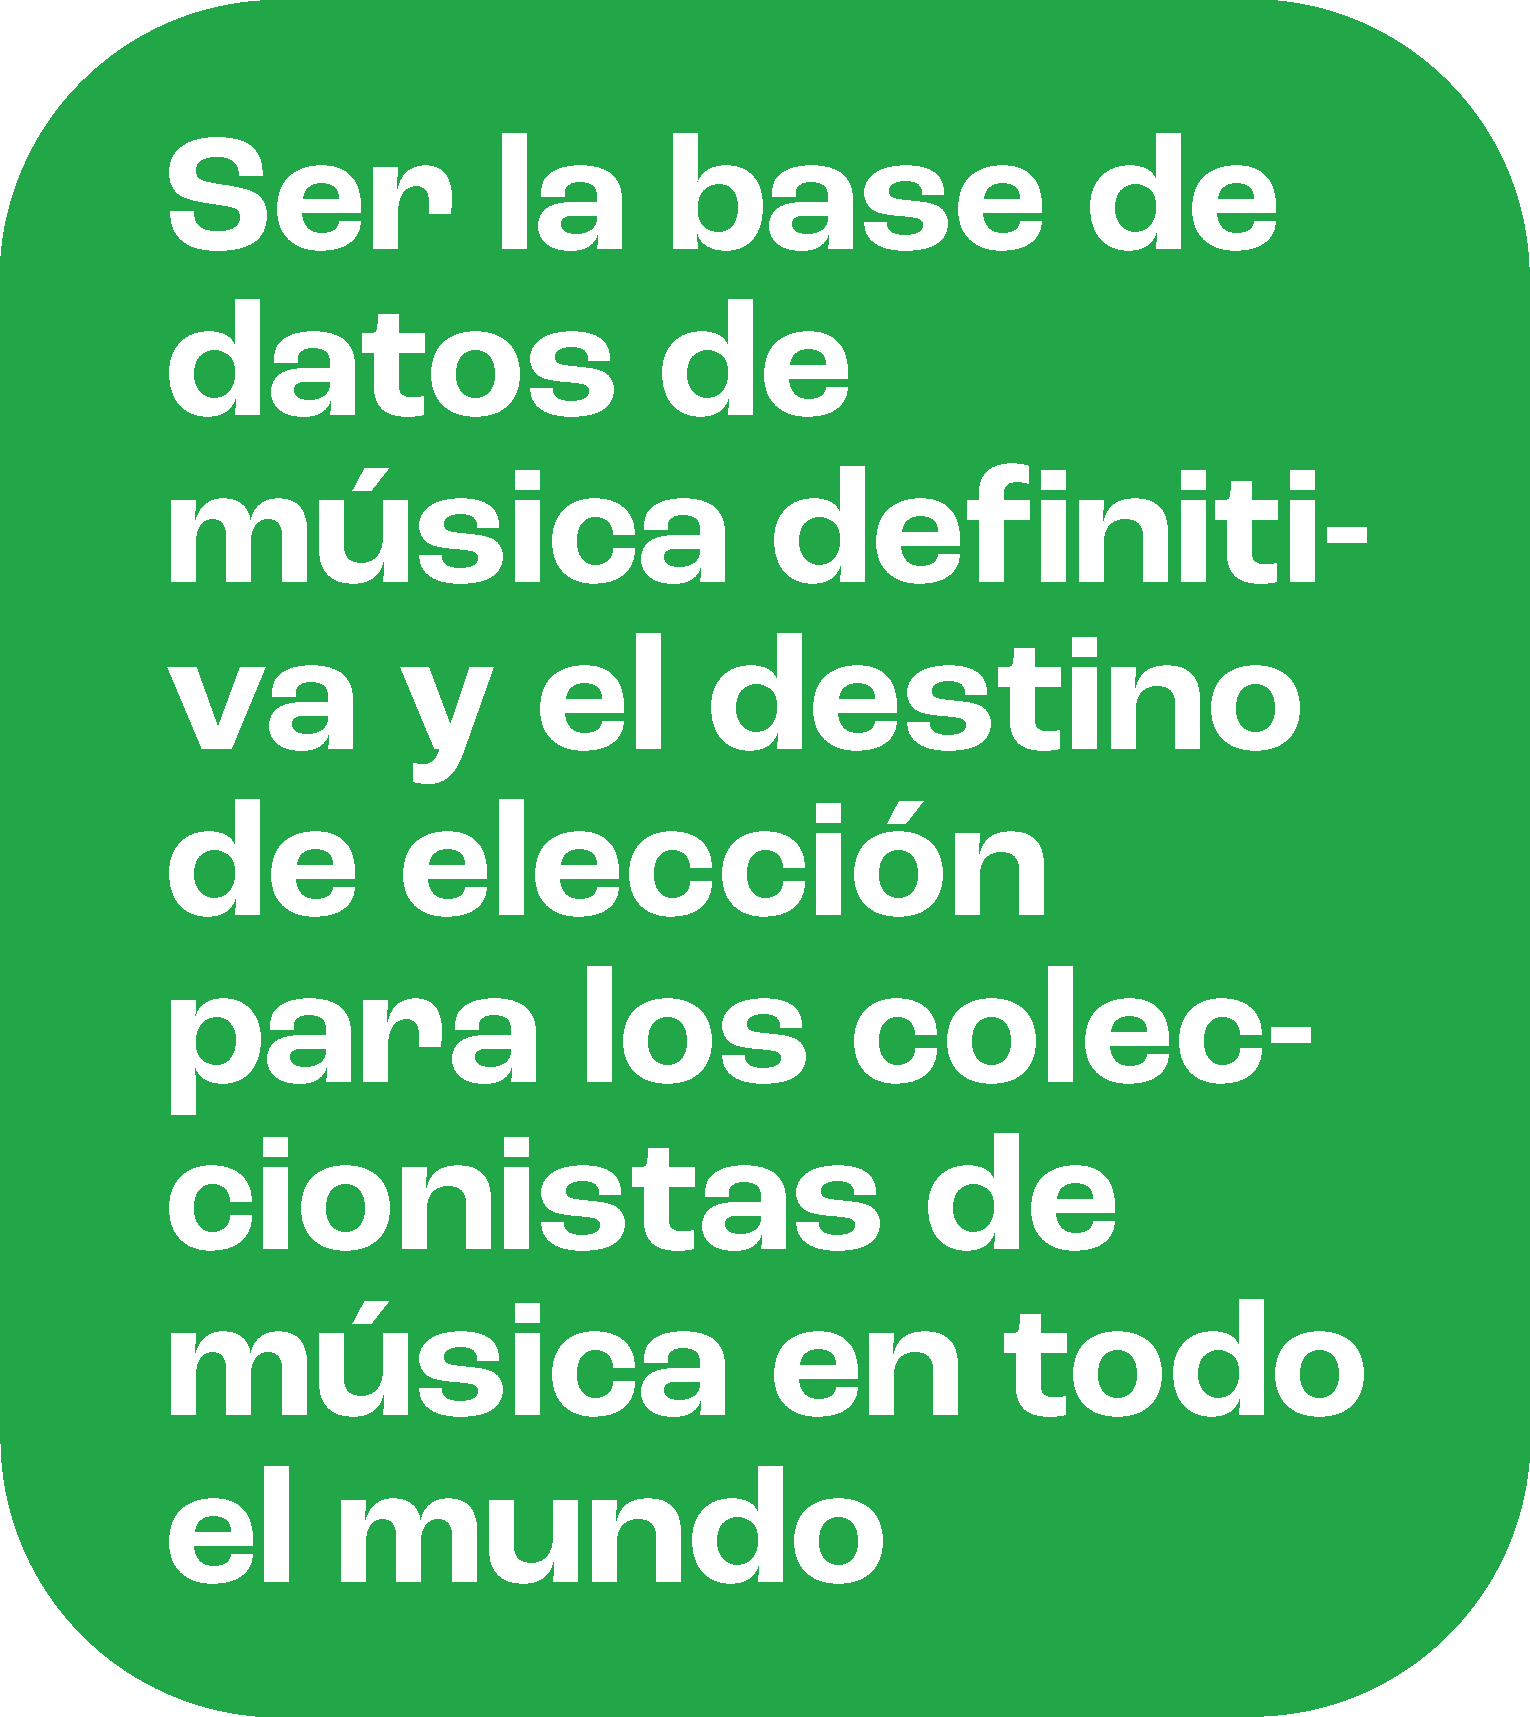 Ser la base de
datos de
música definiti-
va y el destino
de elección
para los colec-
cionistas de
música en todo
el mundo